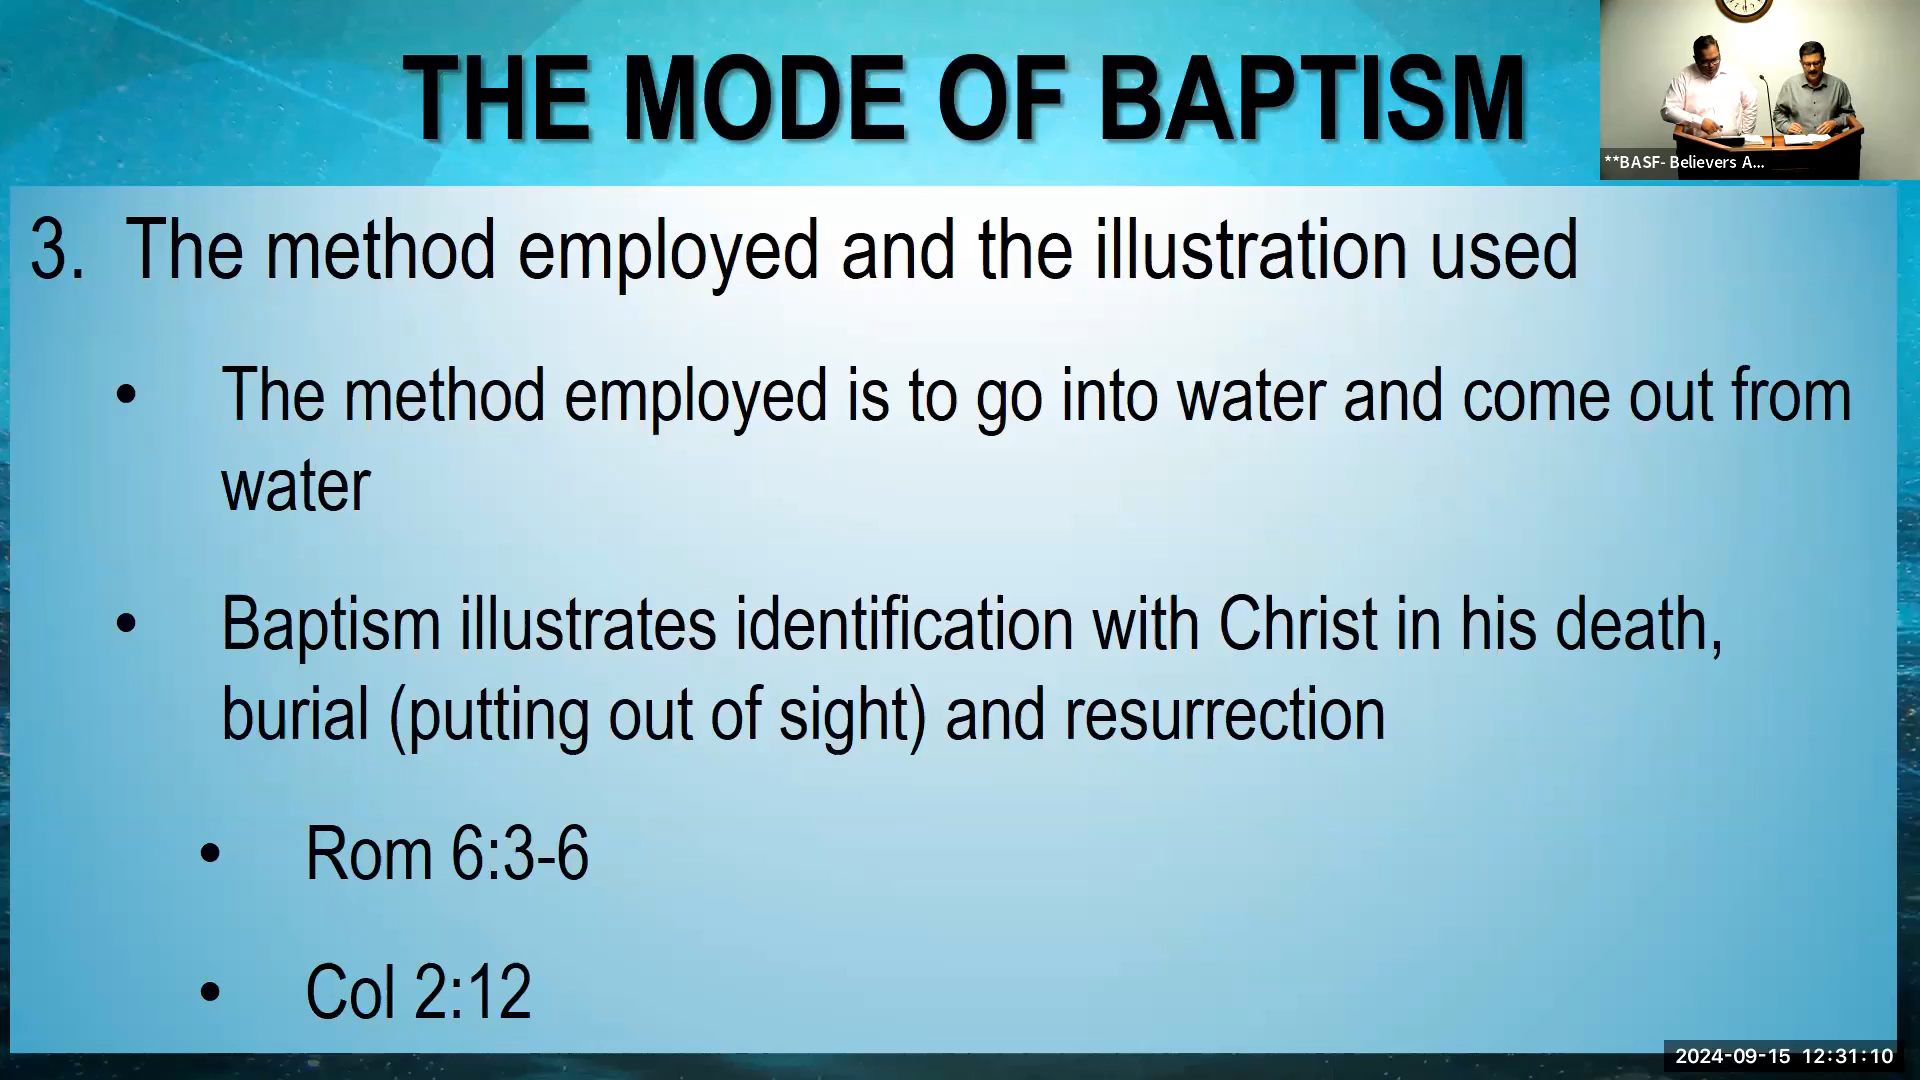 THE MODE OF BAPTISM
**BASF- Believers A...
3. The method employed and the illustration used
• The method employed is to go into water and come out from
water
• Baptism illustrates identification with Christ in his death,
burial (putting out of sight) and resurrection
• Rom 6:3-6
• Col 2:12
2024-09-15 12:31:10